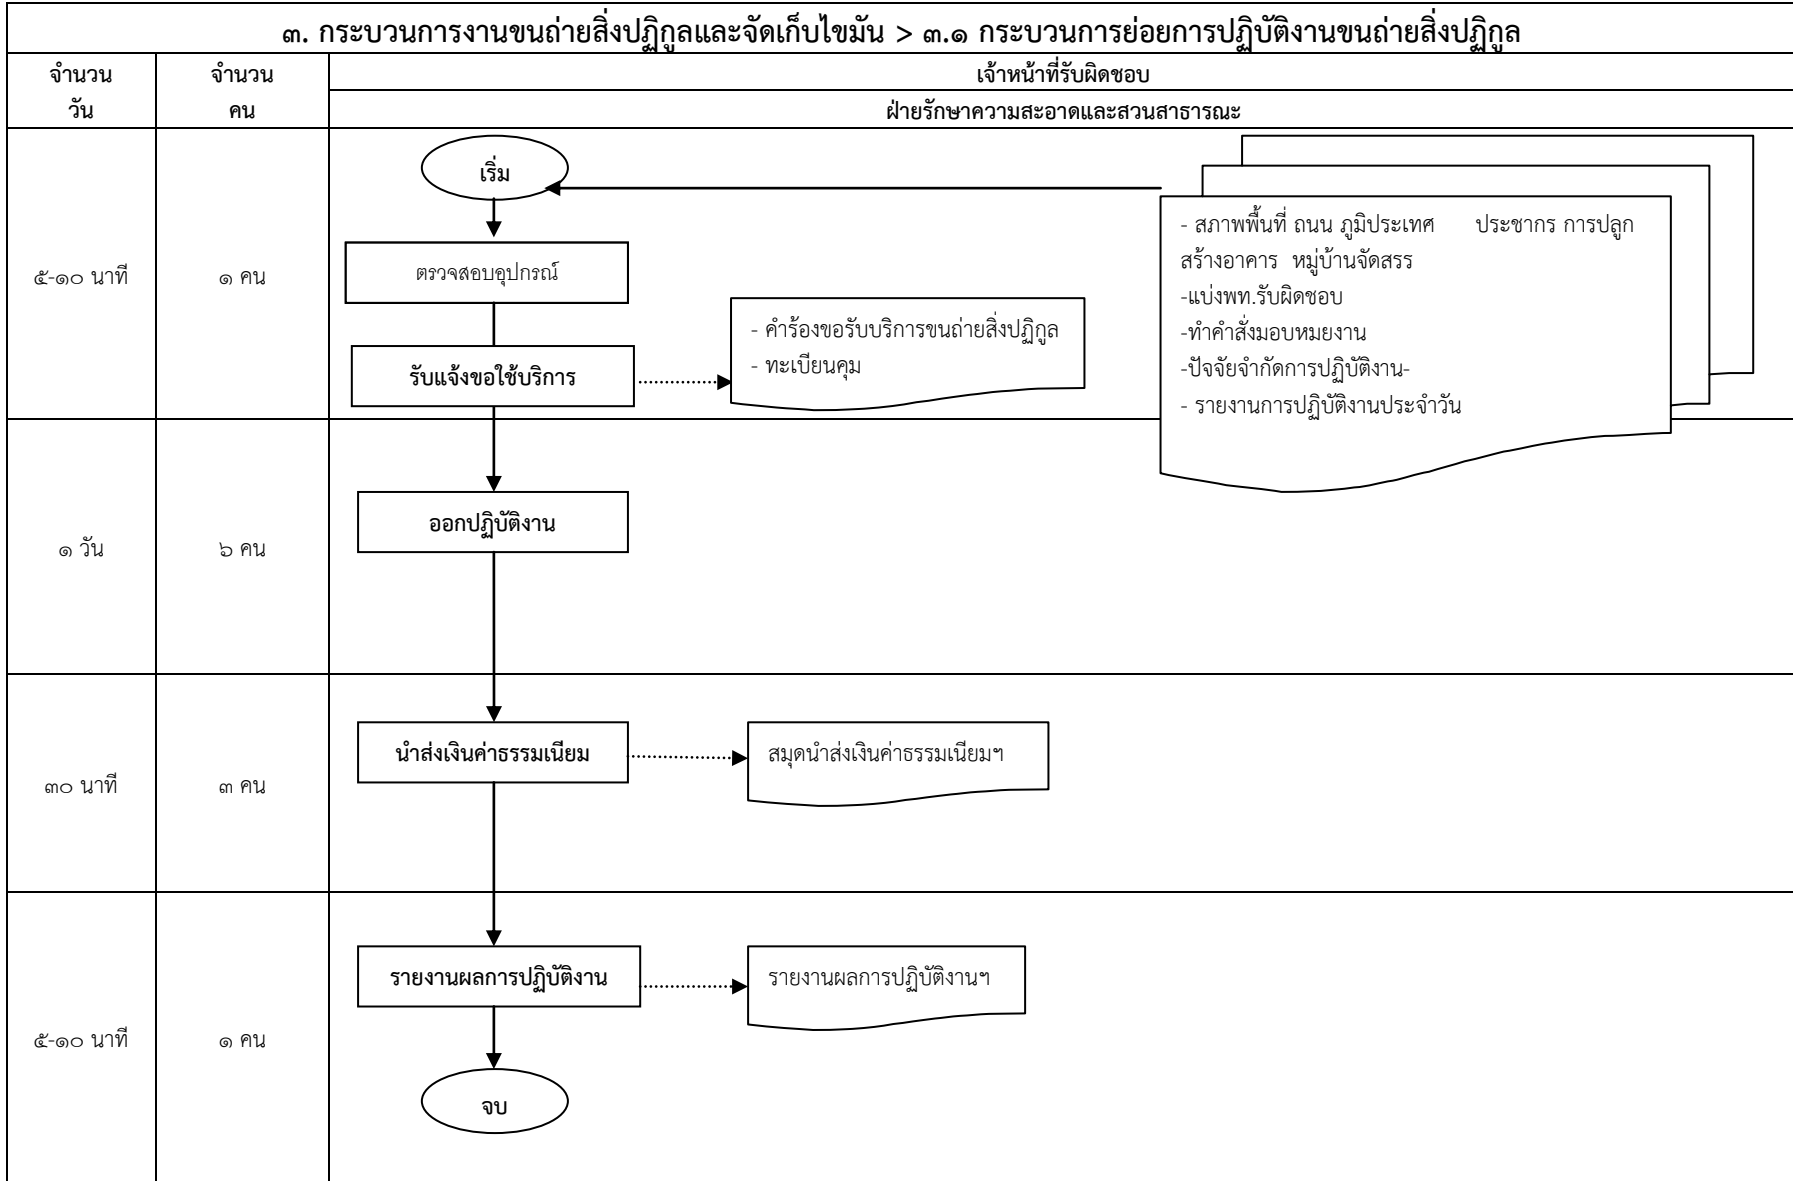 ๓. กระบวนการงานขนถ่ายสิ่งปฏิกูลและจัดเก็บไขมัน > ๓.๑ กระบวนการย่อยการปฏิบัติงานขนถ่ายสิ่งปฏิกูล
จำนวน
วัน
จำนวน
คน
เจ้าหน้าที่รับผิดชอบ
ฝ่ายรักษาความสะอาดและสวนสาธารณะ
เริ่ม
- สภาพพื้นที่ ถนน ภูมิประเทศ ประชากร การปลูก
สร้างอาคาร หมู่บ้านจัดสรร
-แบ่งพท.รับผิดชอบ
-ทำคำสั่งมอบหมยงาน
-ปัจจัยจำกัดการปฏิบัติงาน-
- รายงานการปฏิบัติงานประจำวัน
๕-๑๐ นาที
๑ คน
ตรวจสอบอุปกรณ์
- คำร้องขอรับบริการขนถ่ายสิ่งปฏิกูล
- ทะเบียนคุม
รับแจ้งขอใช้บริการ
๑ วัน
๖ คน
ออกปฏิบัติงาน
๓๐ นาที
๓ คน
นำส่งเงินค่าธรรมเนียม
สมุดนำส่งเงินค่าธรรมเนียมฯ
๕-๑๐ นาที
๑ คน
รายงานผลการปฏิบัติงาน
รายงานผลการปฏิบัติงานฯ
จบ